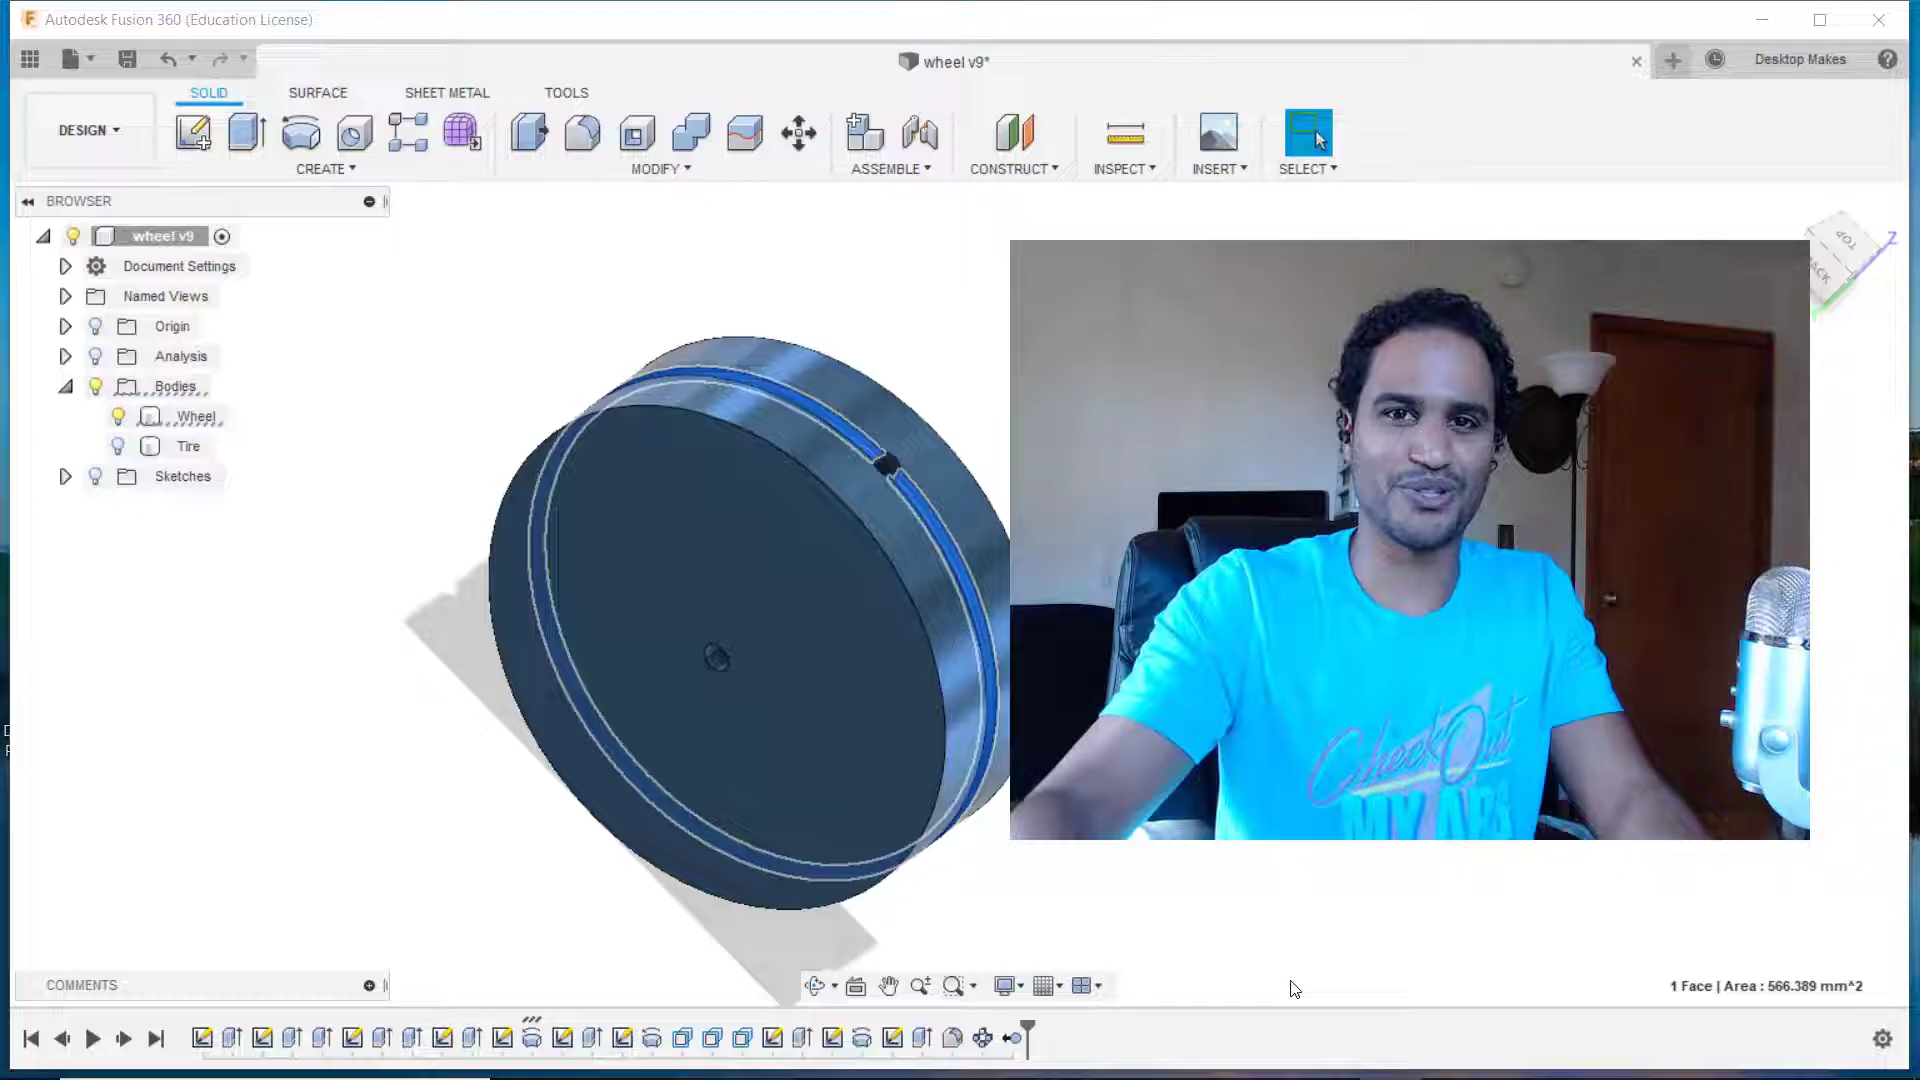 Autodesk Fusion 360 (Education License)
wheel v9*
Desktop Makes
SOLID
SURFACE
SHEET METAL
TOOLS
DESIGN
CREATE
MODIFY
ASSEMBLE
CONSTRUCT
INSPECT
INSERT
SELECT
BROWSER
wheel v9
Document Settings
Named Views
Origin
Analysis
Bodies
Wheel
Tire
Sketches
TOP
Z
CheckOut
COMMENTS
1 Face | Area : 566.389 mm^2